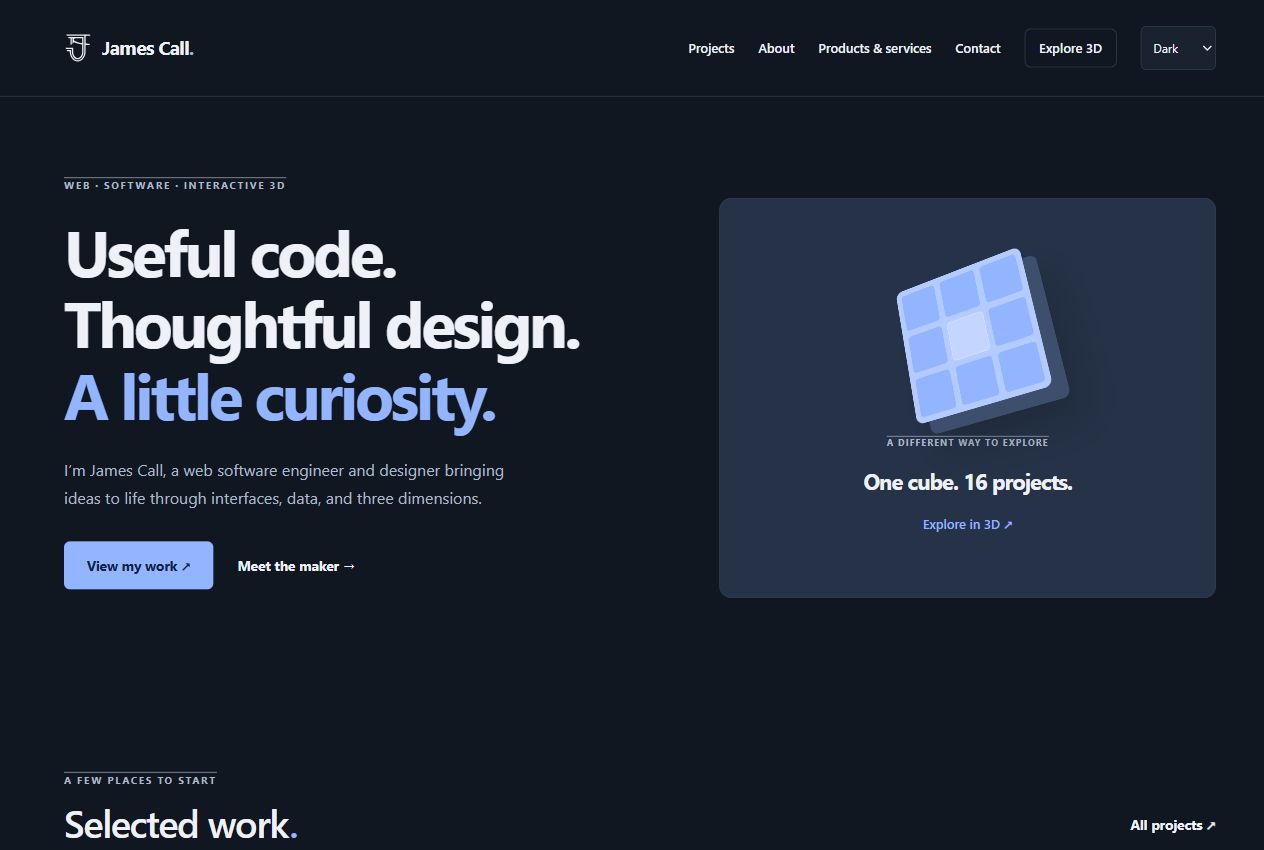 James Call.
Projects
About
Products & services
Contact
Explore 3D
Dark
WEB · SOFTWARE · INTERACTIVE 3D
Useful code.
Thoughtful design.
A little curiosity.
I’m James Call, a web software engineer and designer bringing
ideas to life through interfaces, data, and three dimensions.
View my work ↗
Meet the maker →
A DIFFERENT WAY TO EXPLORE
One cube. 16 projects.
Explore in 3D ↗
A FEW PLACES TO START
Selected work.
All projects ↗